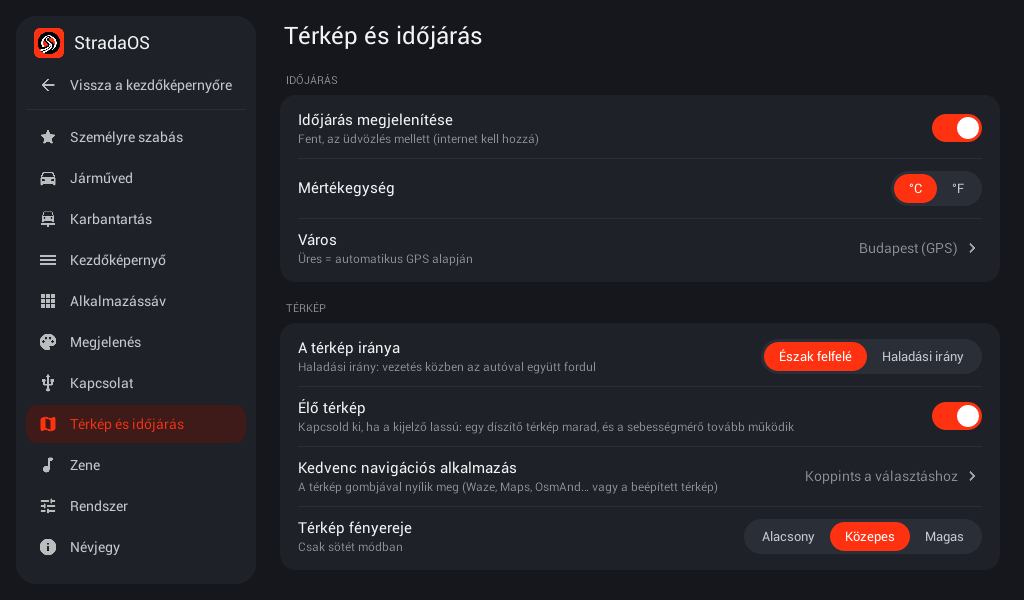 StradaOS
Vissza a kezdőképernyőre
Személyre szabás
Járműved
Karbantartás
Kezdőképernyő
Alkalmazássáv
Megjelenés
Kapcsolat
Térkép és időjárás
Zene
Rendszer
Névjegy
Térkép és időjárás
IDŐJÁRÁS
Időjárás megjelenítése
Fent, az üdvözlés mellett (internet kell hozzá)
Mértékegység
°C °F
Város
Üres = automatikus GPS alapján
Budapest (GPS)
TÉRKÉP
A térkép iránya
Haladási irány: vezetés közben az autóval együtt fordul
Észak felfelé Haladási irány
Élő térkép
Kapcsold ki, ha a kijelző lassú: egy díszítő térkép marad, és a sebességmérő tovább működik
Kedvenc navigációs alkalmazás
A térkép gombjával nyílik meg (Waze, Maps, OsmAnd... vagy a beépített térkép)
Koppints a választáshoz
Térkép fényereje
Csak sötét módban
Alacsony Közepes Magas